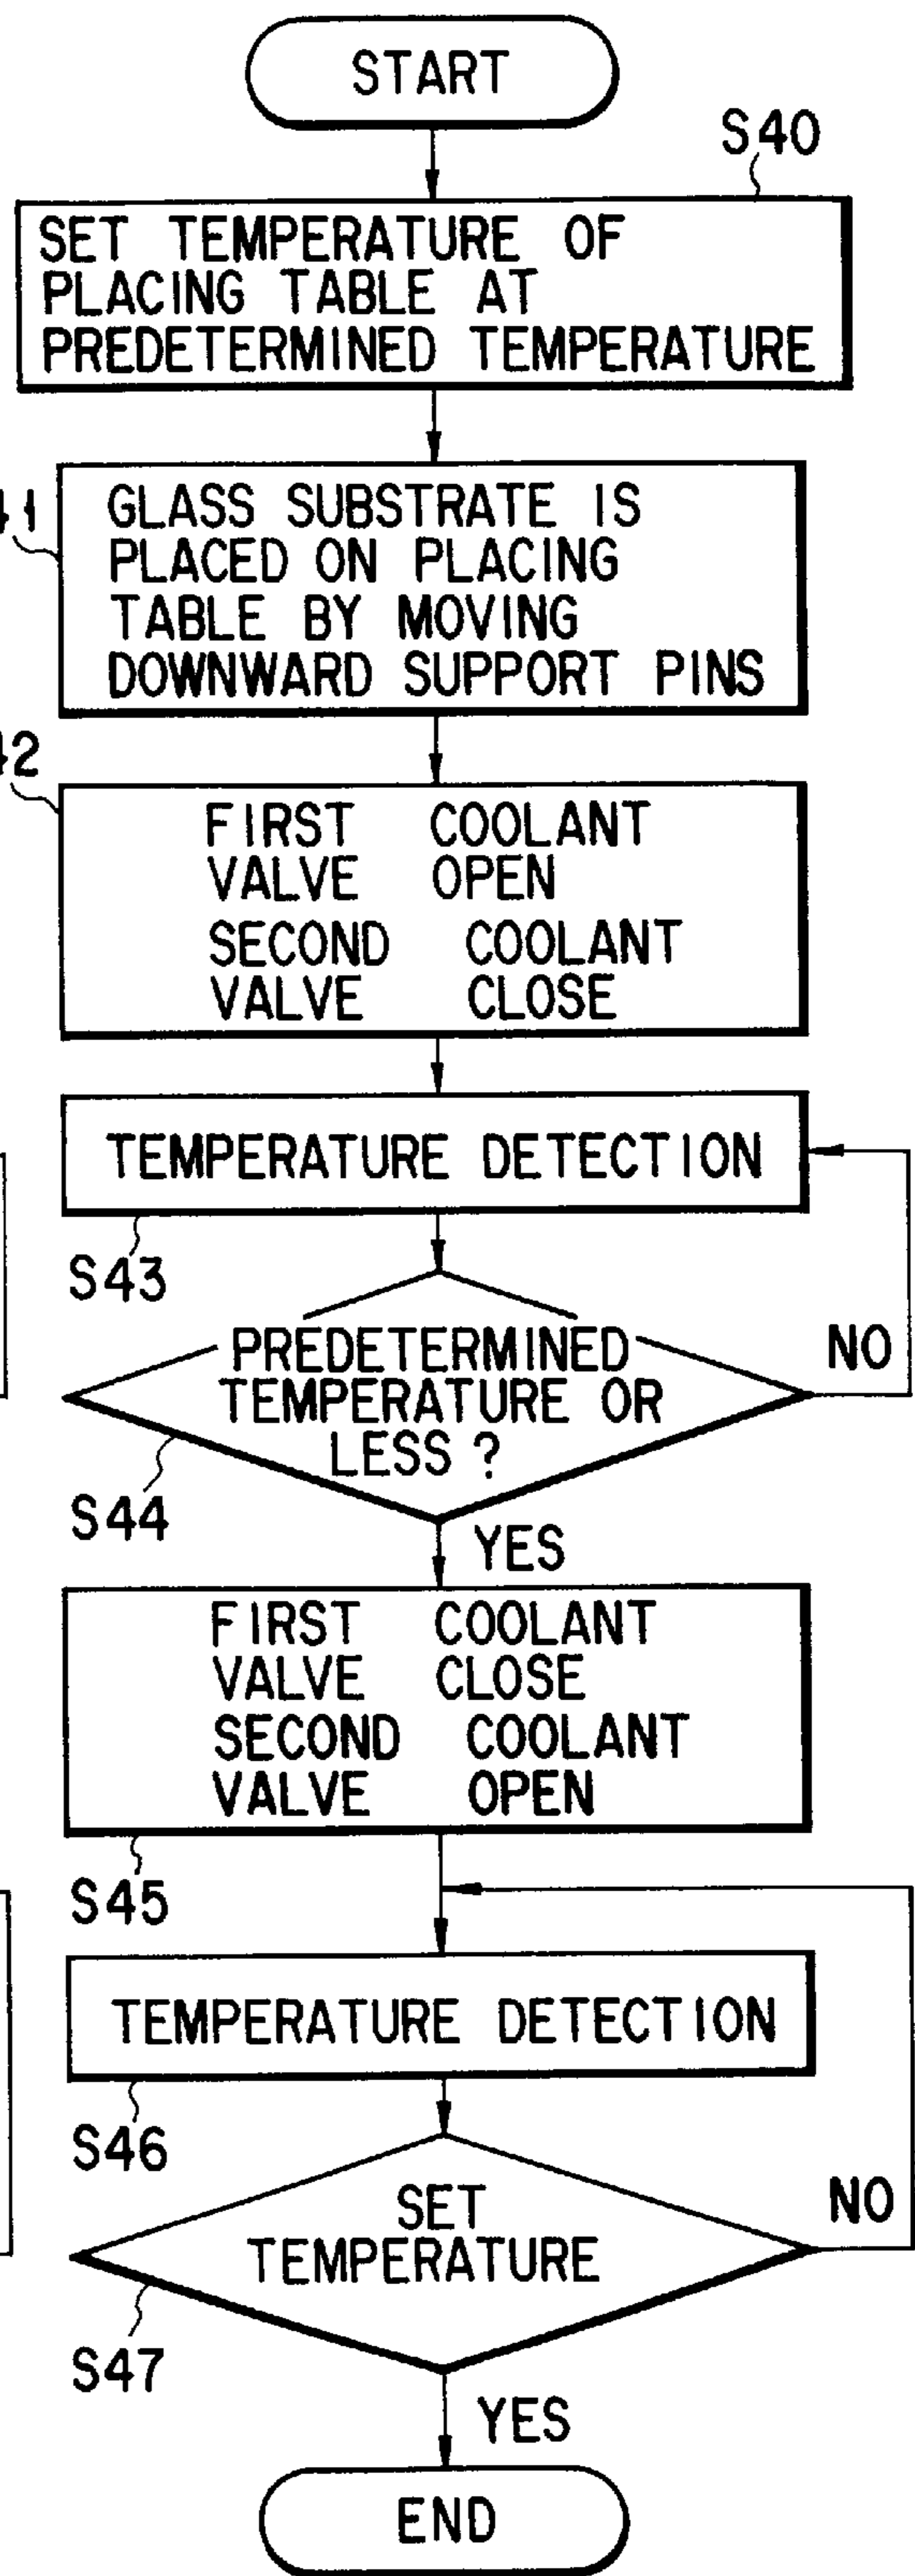 START
S40
SET TEMPERATURE OF
PLACING TABLE AT
PREDETERMINED TEMPERATURE
41
GLASS SUBSTRATE IS
PLACED ON PLACING
TABLE BY MOVING
DOWNWARD SUPPORT PINS
42
FIRST COOLANT
VALVE OPEN
SECOND COOLANT
VALVE CLOSE
TEMPERATURE DETECTION
S43
PREDETERMINED
TEMPERATURE OR
LESS ?
NO
S44
YES
FIRST COOLANT
VALVE CLOSE
SECOND COOLANT
VALVE OPEN
S45
TEMPERATURE DETECTION
S46
SET
TEMPERATURE
NO
S47
YES
END